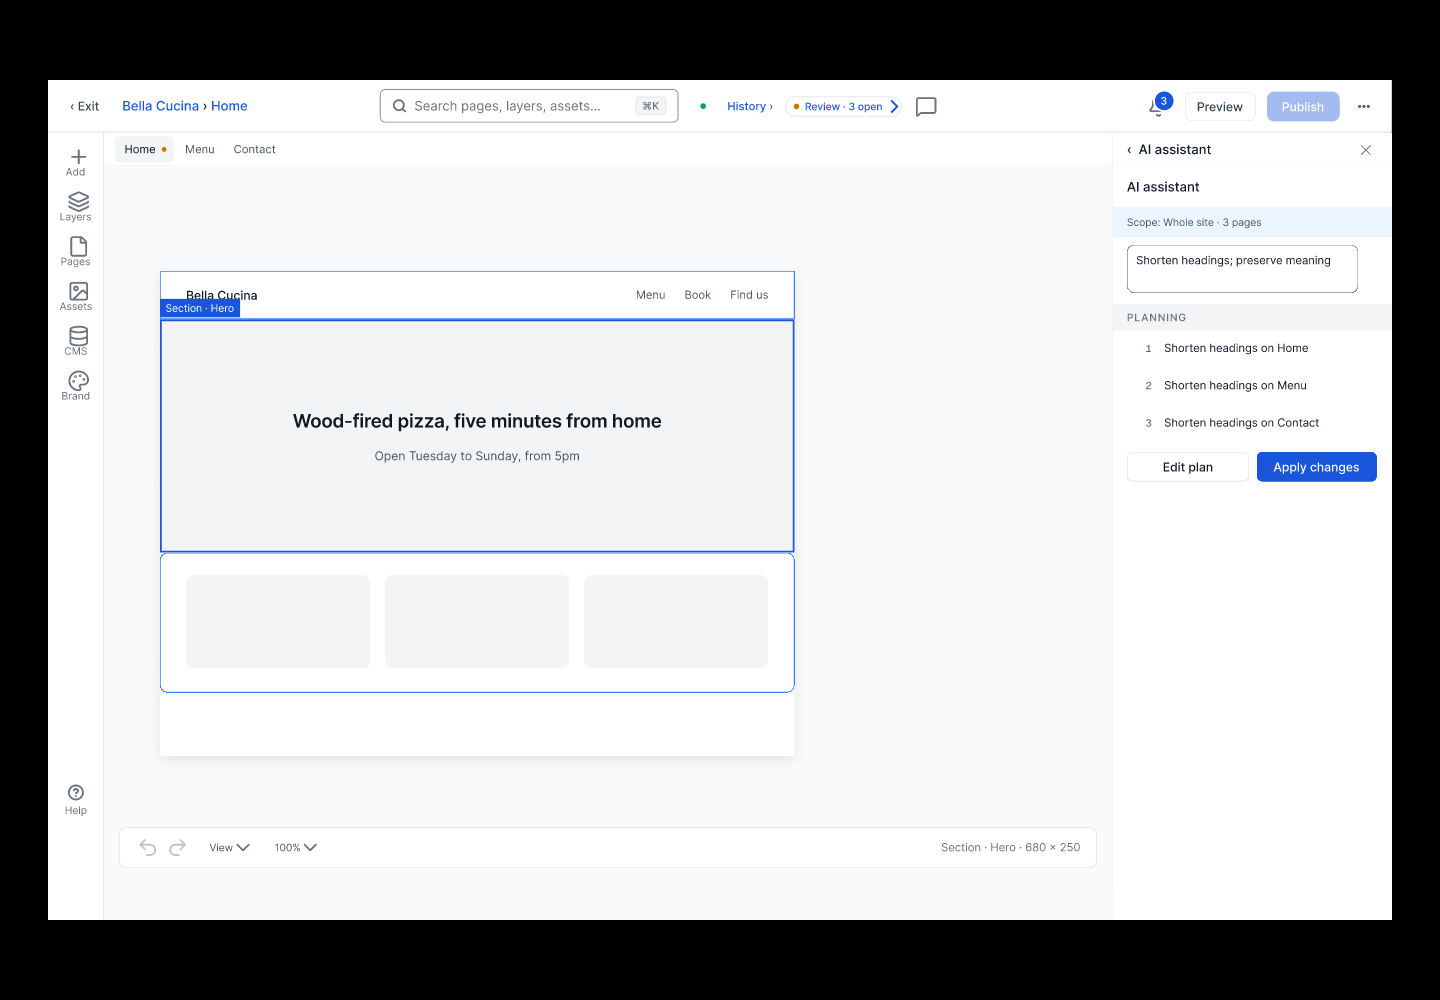 ‹ Exit
Bella Cucina › Home
Search pages, layers, assets...
⌘K
History ›
Review · 3 open
3
Preview
Publish
Home
Menu
Contact
‹ AI assistant
Add
Layers
Pages
Assets
CMS
Brand
Help
AI assistant
Scope: Whole site · 3 pages
Shorten headings; preserve meaning
PLANNING
1 Shorten headings on Home
2 Shorten headings on Menu
3 Shorten headings on Contact
Edit plan
Apply changes
Bella Cucina
Menu
Book
Find us
Section · Hero
Wood-fired pizza, five minutes from home
Open Tuesday to Sunday, from 5pm
View
100%
Section · Hero · 680 × 250